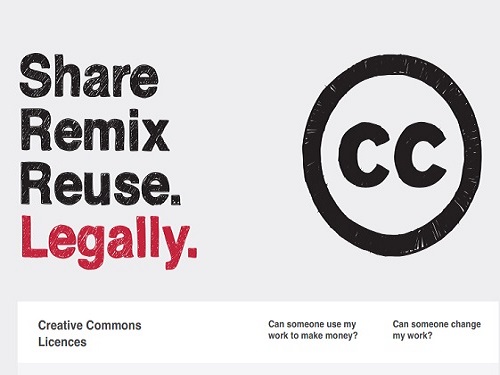 Share
Remix
Reuse.
Legally.
cc
Creative Commons
Licences
Can someone use my
work to make money?
Can someone change
my work?